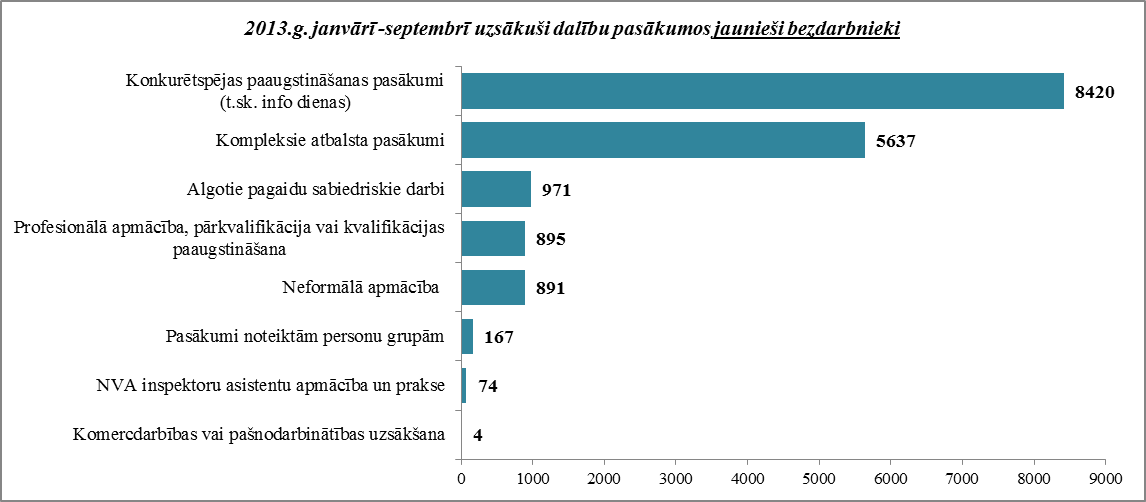 2013.g. janvārī -septembrī uzsākuši dalību pasākumos jaunieši bezdarbnieki
Konkurētspējas paaugstināšanas pasākumi
(t.sk. info dienas)
8420
Kompleksie atbalsta pasākumi
5637
Algotie pagaidu sabiedriskie darbi
971
Profesionālā apmācība, pārkvalifikācija vai kvalifikācijas
paaugstināšana
895
Neformālā apmācība
891
Pasākumi noteiktām personu grupām
167
NVA inspektoru asistentu apmācība un prakse
74
Komercdarbības vai pašnodarbinātības uzsākšana
4
0 1000 2000 3000 4000 5000 6000 7000 8000 9000